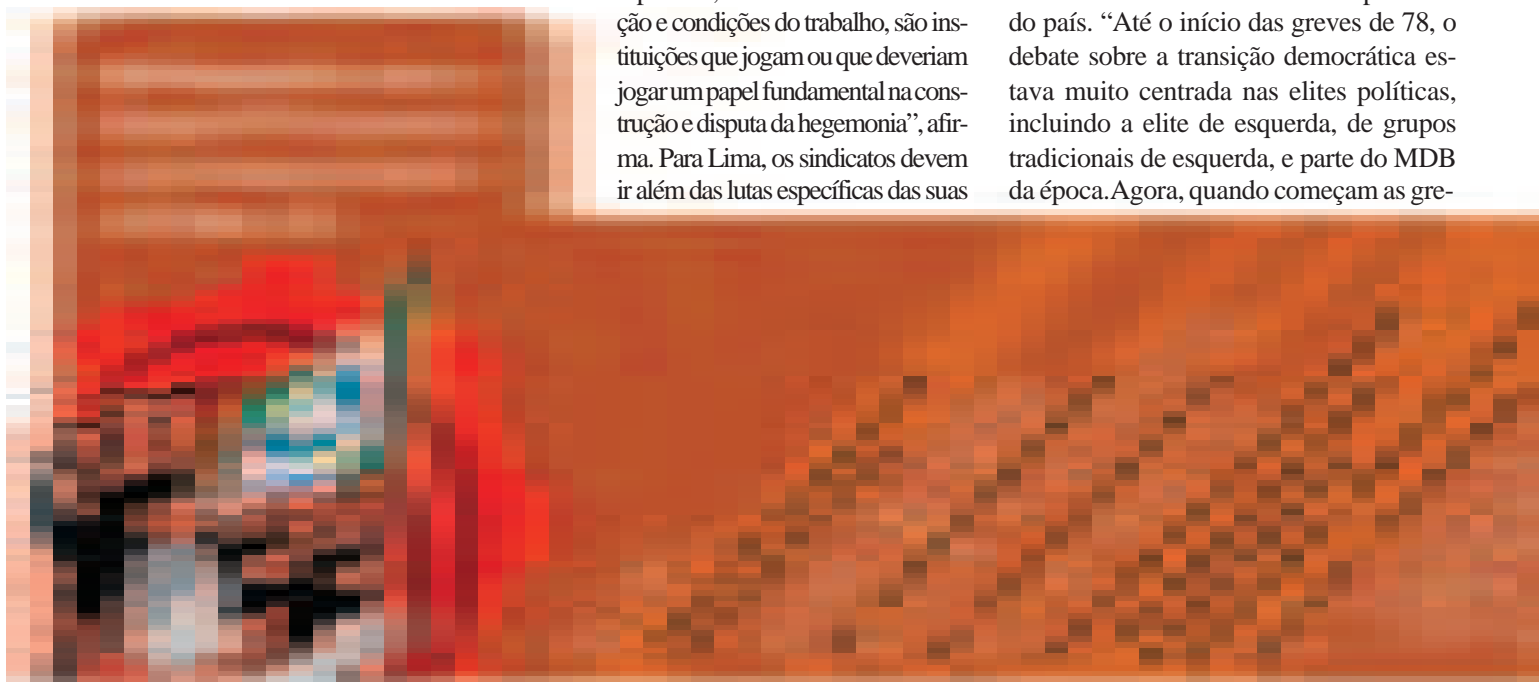 ção e condições do trabalho, são ins-
tituições que jogam ou que deveriam
jogar um papel fundamental na cons-
trução e disputa da hegemonia”, afir-
ma. Para Lima, os sindicatos devem
ir além das lutas específicas das suas
do país. “Até o início das greves de 78, o
debate sobre a transição democrática es-
tava muito centrada nas elites políticas,
incluindo a elite de esquerda, de grupos
tradicionais de esquerda, e parte do MDB
da época.Agora, quando começam as gre-